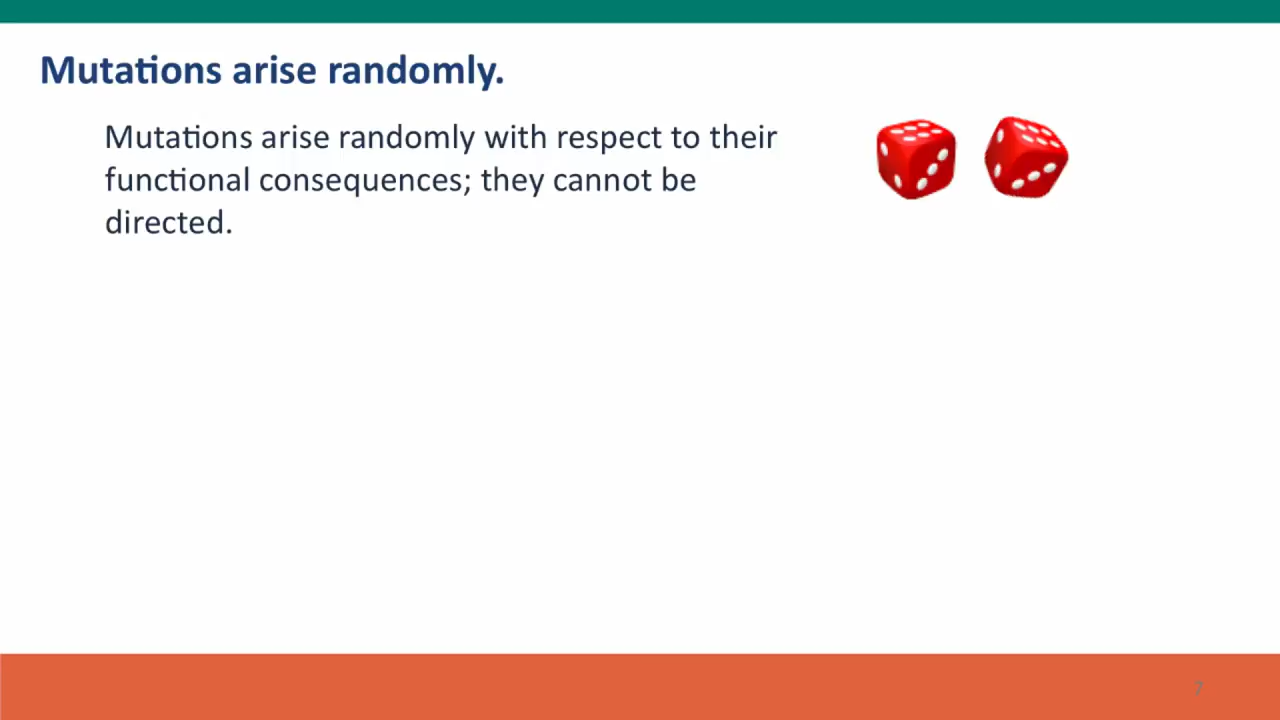 Mutations arise randomly.
Mutations arise randomly with respect to their
functional consequences; they cannot be
directed.
7